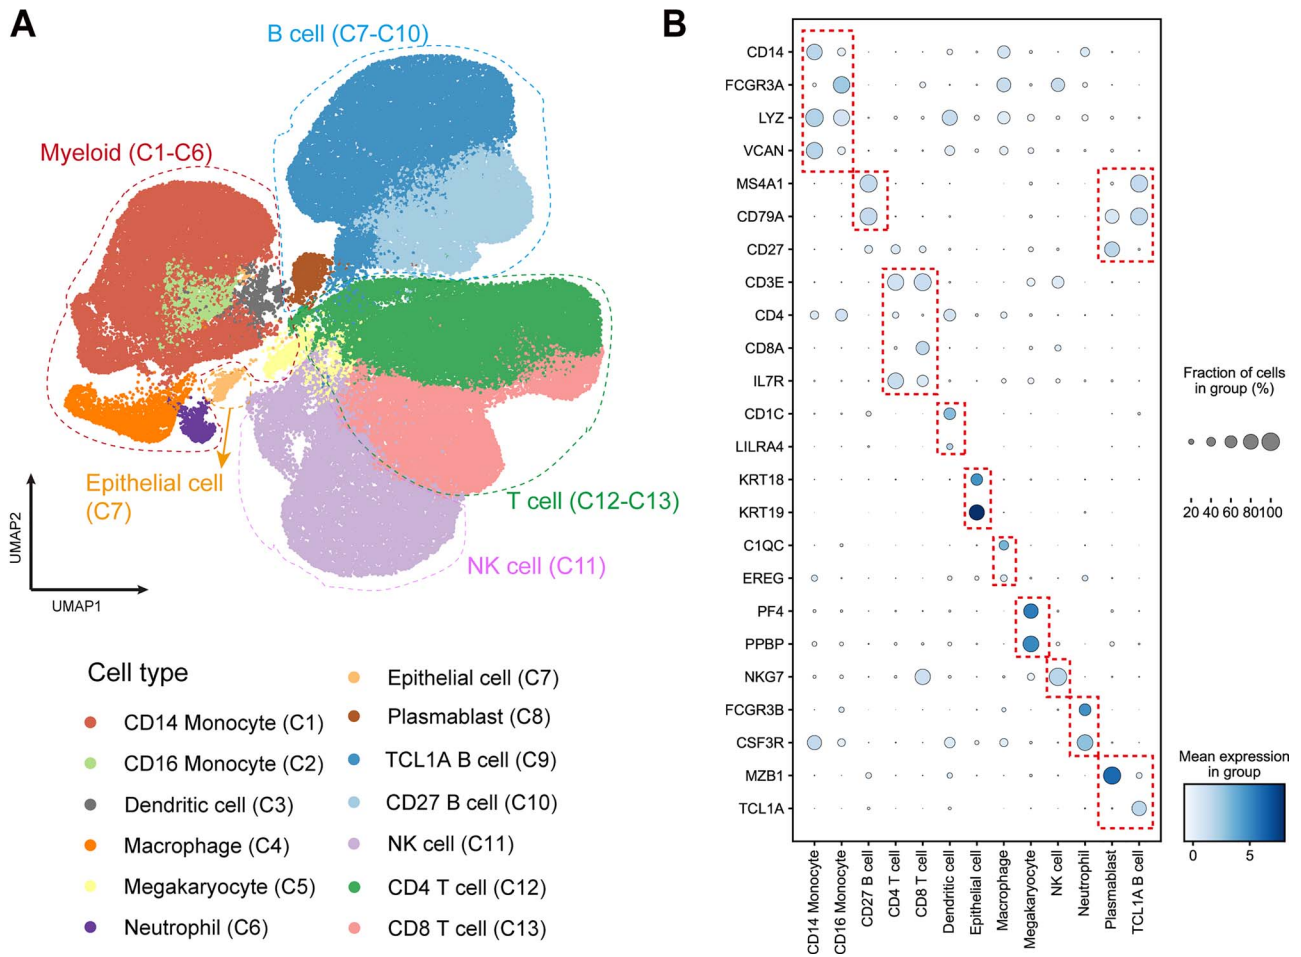 A
B cell (C7-C10)
Myeloid (C1-C6)
Epithelial cell
(C7)
T cell (C12-C13)
NK cell (C11)
UMAP2
UMAP1
Cell type
CD14 Monocyte (C1)
CD16 Monocyte (C2)
Dendritic cell (C3)
Macrophage (C4)
Megakaryocyte (C5)
Neutrophil (C6)
Epithelial cell (C7)
Plasmablast (C8)
TCL1A B cell (C9)
CD27 B cell (C10)
NK cell (C11)
CD4 T cell (C12)
CD8 T cell (C13)
B
CD14
FCGR3A
LYZ
VCAN
MS4A1
CD79A
CD27
CD3E
CD4
CD8A
IL7R
CD1C
LILRA4
KRT18
KRT19
C1QC
EREG
PF4
PPBP
NKG7
FCGR3B
CSF3R
MZB1
TCL1A
CD14 Monocyte
CD16 Monocyte
CD27 B cell
CD4 T cell
CD8 T cell
Dendritic cell
Epithelial cell
Macrophage
Megakaryocyte
NK cell
Neutrophil
Plasmablast
TCL1A B cell
Fraction of cells
in group (%)
20 40 60 80100
Mean expression
in group
0 5